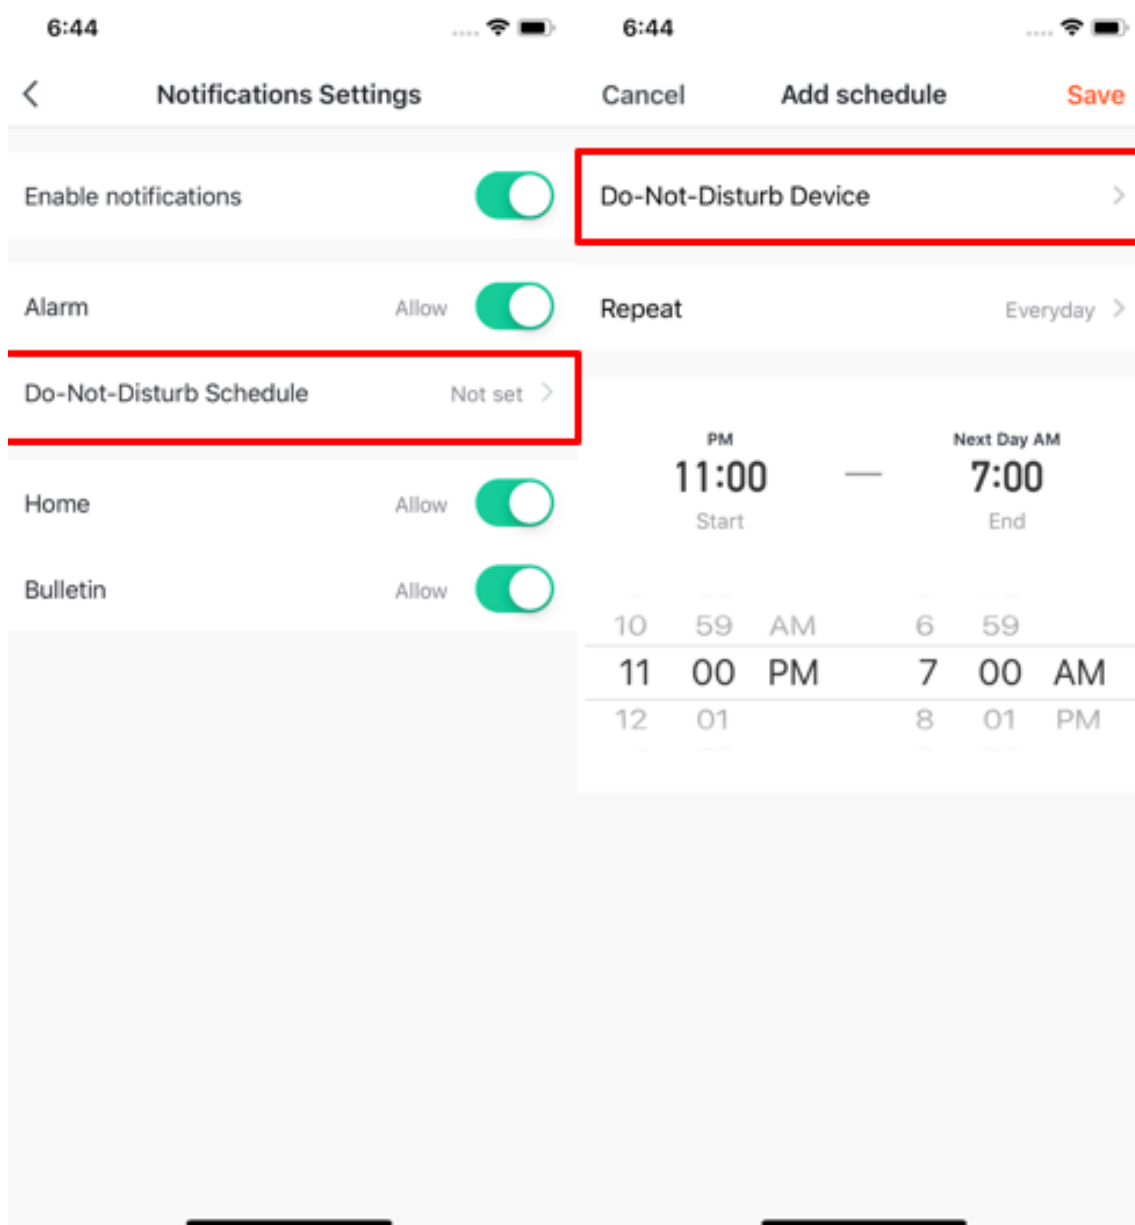 6:44
Notifications Settings
Enable notifications
Alarm Allow
Do-Not-Disturb Schedule Not set
Home Allow
Bulletin Allow
6:44
Cancel Add schedule Save
Do-Not-Disturb Device
Repeat Everyday
PM Next Day AM
11:00 — 7:00
Start End
10 59 AM 6 59
11 00 PM 7 00 AM
12 01 8 01 PM